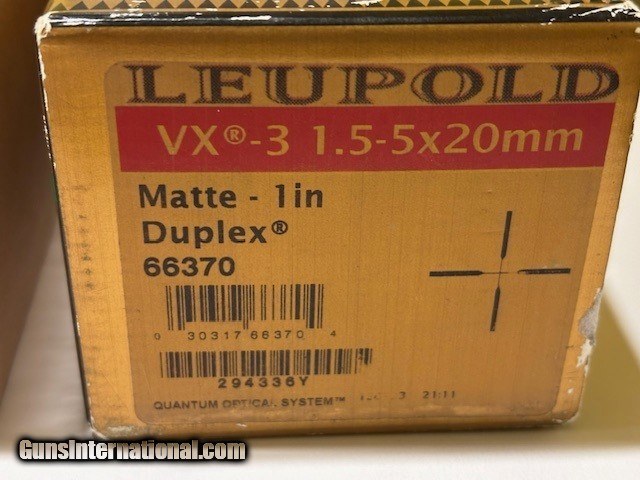 LEUPOLD
VX®-3 1.5-5x20mm
Matte - 1in
Duplex®
66370
0 30317 66370 4
294336Y
QUANTUM OPTICAL SYSTEM™
GunsInternational.com